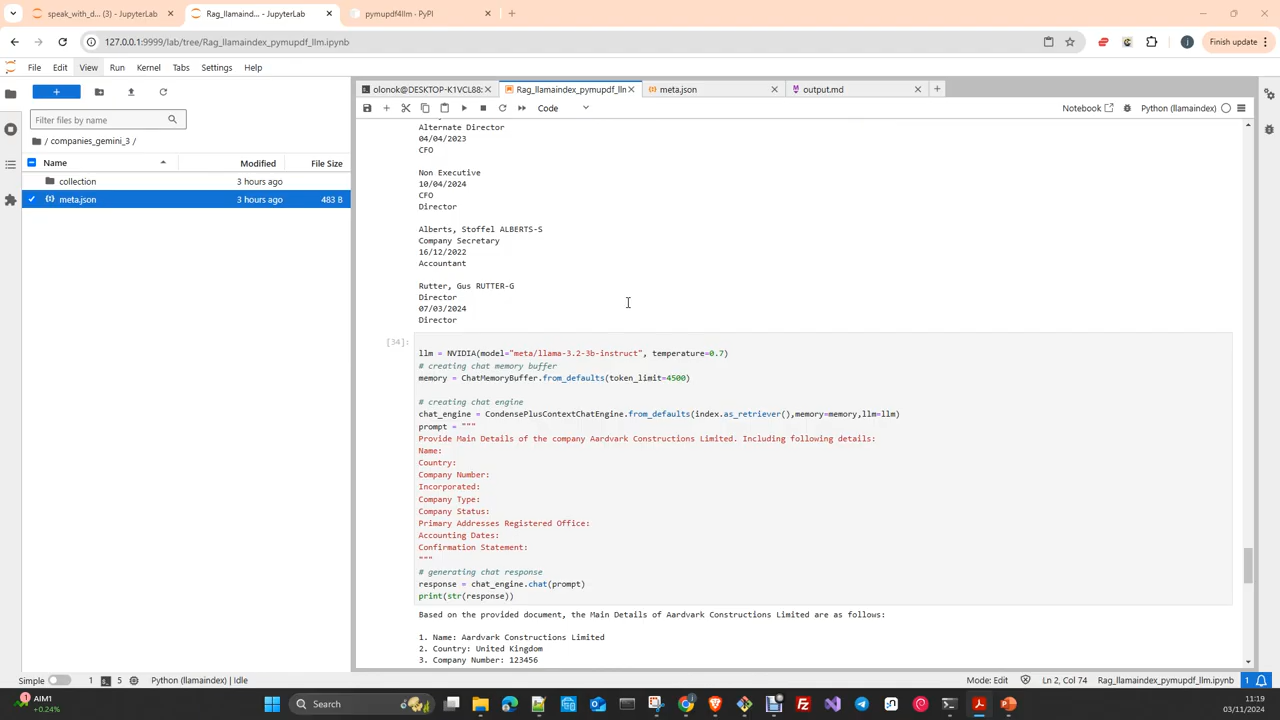 speak_with_d... (3) - JupyterLab
Rag_llamaind... - JupyterLab
pymupdf4llm · PyPI
127.0.0.1:9999/lab/tree/Rag_llamaindex_pymupdf_llm.ipynb
Finish update
File Edit View Run Kernel Tabs Settings Help
olonok@DESKTOP-K1VCL88:
Rag_llamaindex_pymupdf_lln
meta.json
output.md
Filter files by name
Code
Notebook
Python (llamaindex)
/ companies_gemini_3 /
Name Modified File Size
collection 3 hours ago
meta.json 3 hours ago 483 B
Alternate Director
04/04/2023
CFO
Non Executive
10/04/2024
CFO
Director
Alberts, Stoffel ALBERTS-S
Company Secretary
16/12/2022
Accountant
Rutter, Gus RUTTER-G
Director
07/03/2024
Director
[34]:
llm = NVIDIA(model="meta/llama-3.2-3b-instruct", temperature=0.7)
# creating chat memory buffer
memory = ChatMemoryBuffer.from_defaults(token_limit=4500)
# creating chat engine
chat_engine = CondensePlusContextChatEngine.from_defaults(index.as_retriever(),memory=memory,llm=llm)
prompt = """
Provide Main Details of the company Aardvark Constructions Limited. Including following details:
Name:
Country:
Company Number:
Incorporated:
Company Type:
Company Status:
Primary Addresses Registered Office:
Accounting Dates:
Confirmation Statement:
"""
# generating chat response
response = chat_engine.chat(prompt)
print(str(response))
Based on the provided document, the Main Details of Aardvark Constructions Limited are as follows:
1. Name: Aardvark Constructions Limited
2. Country: United Kingdom
3. Company Number: 123456
Simple 1 5 Python (llamaindex) | Idle
Mode: Edit Ln 2, Col 74 Rag_llamaindex_pymupdf_llm.ipynb 1
AIM1
+0.24%
Search
11:19
03/11/2024